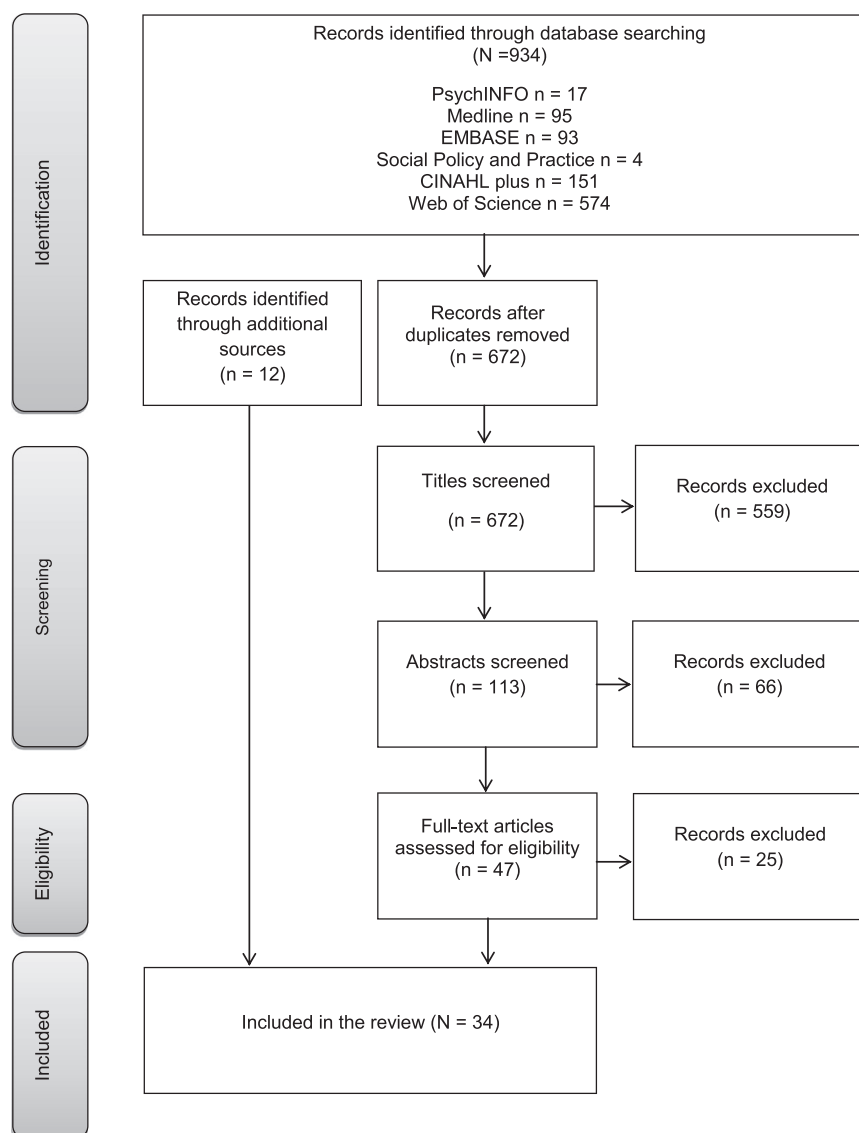 Identification
Records identified through database searching
(N =934)
PsychINFO n = 17
Medline n = 95
EMBASE n = 93
Social Policy and Practice n = 4
CINAHL plus n = 151
Web of Science n = 574
Records identified
through additional
sources
(n = 12)
Records after
duplicates removed
(n = 672)
Screening
Titles screened
(n = 672)
Records excluded
(n = 559)
Abstracts screened
(n = 113)
Records excluded
(n = 66)
Eligibility
Full-text articles
assessed for eligibility
(n = 47)
Records excluded
(n = 25)
Included
Included in the review (N = 34)